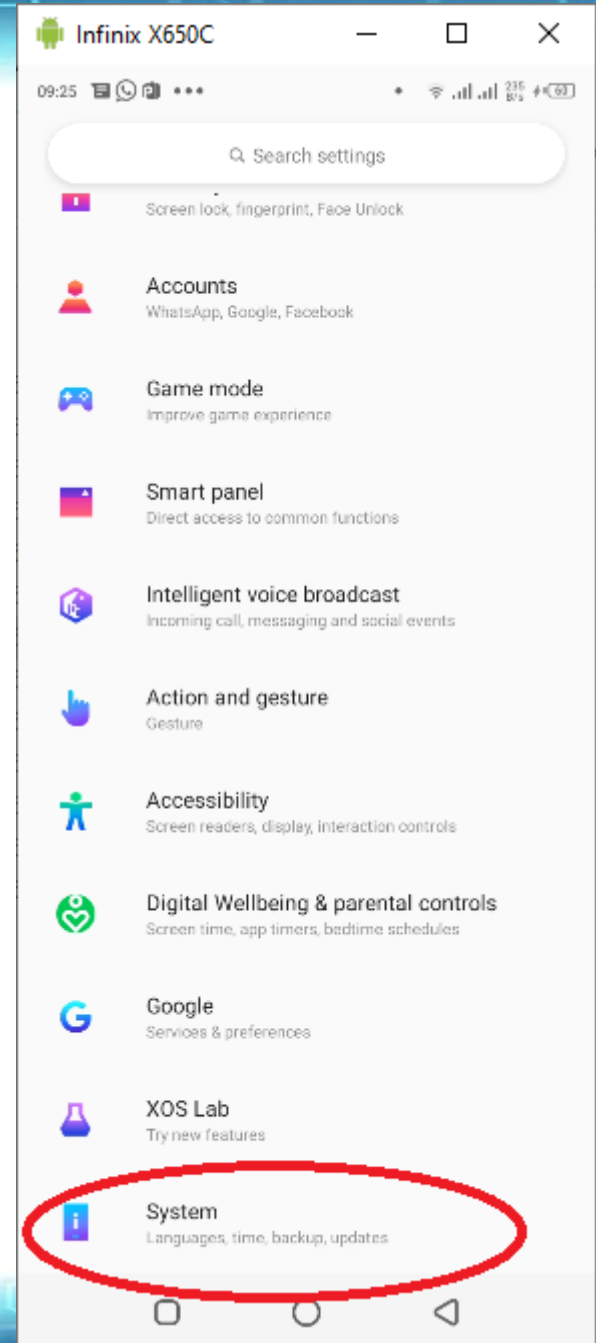 Infinix X650C
09:25
235
B/s
60
Search settings
Screen lock, fingerprint, Face Unlock
Accounts
WhatsApp, Google, Facebook
Game mode
Improve game experience
Smart panel
Direct access to common functions
Intelligent voice broadcast
Incoming call, messaging and social events
Action and gesture
Gesture
Accessibility
Screen readers, display, interaction controls
Digital Wellbeing & parental controls
Screen time, app timers, bedtime schedules
Google
Services & preferences
XOS Lab
Try new features
System
Languages, time, backup, updates